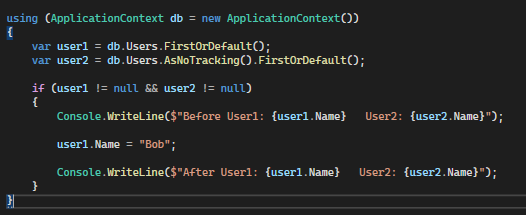 using (ApplicationContext db = new ApplicationContext())
{
    var user1 = db.Users.FirstOrDefault();
    var user2 = db.Users.AsNoTracking().FirstOrDefault();
    if (user1 != null && user2 != null)
    {
        Console.WriteLine($"Before User1: {user1.Name}   User2: {user2.Name}");
        user1.Name = "Bob";
        Console.WriteLine($"After User1: {user1.Name}   User2: {user2.Name}");
    }
}